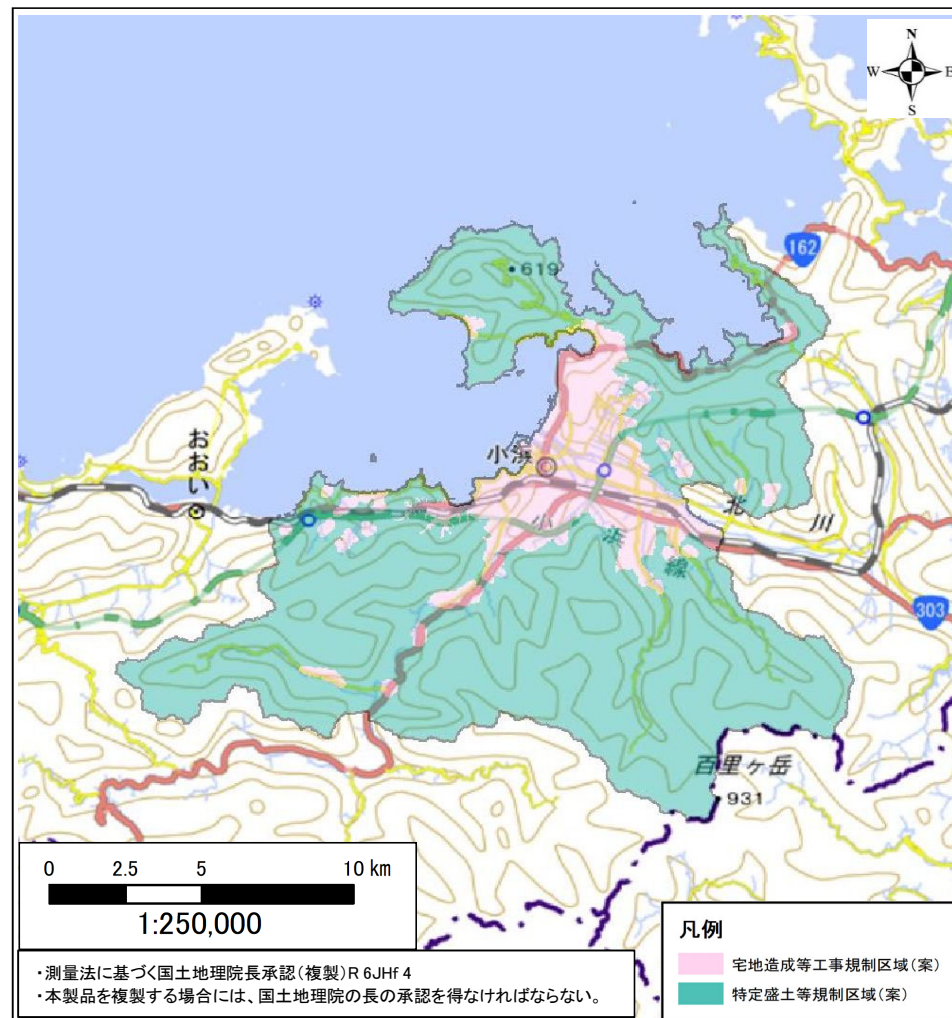 N
W E
S
162
619
おおい
小浜
北川
小浜線
303
百里ヶ岳
931
0 2.5 5 10 km
1:250,000
凡例
宅地造成等工事規制区域(案)
特定盛土等規制区域(案)
・測量法に基づく国土地理院長承認(複製)R 6JHf 4
・本製品を複製する場合には、国土地理院の長の承認を得なければならない。